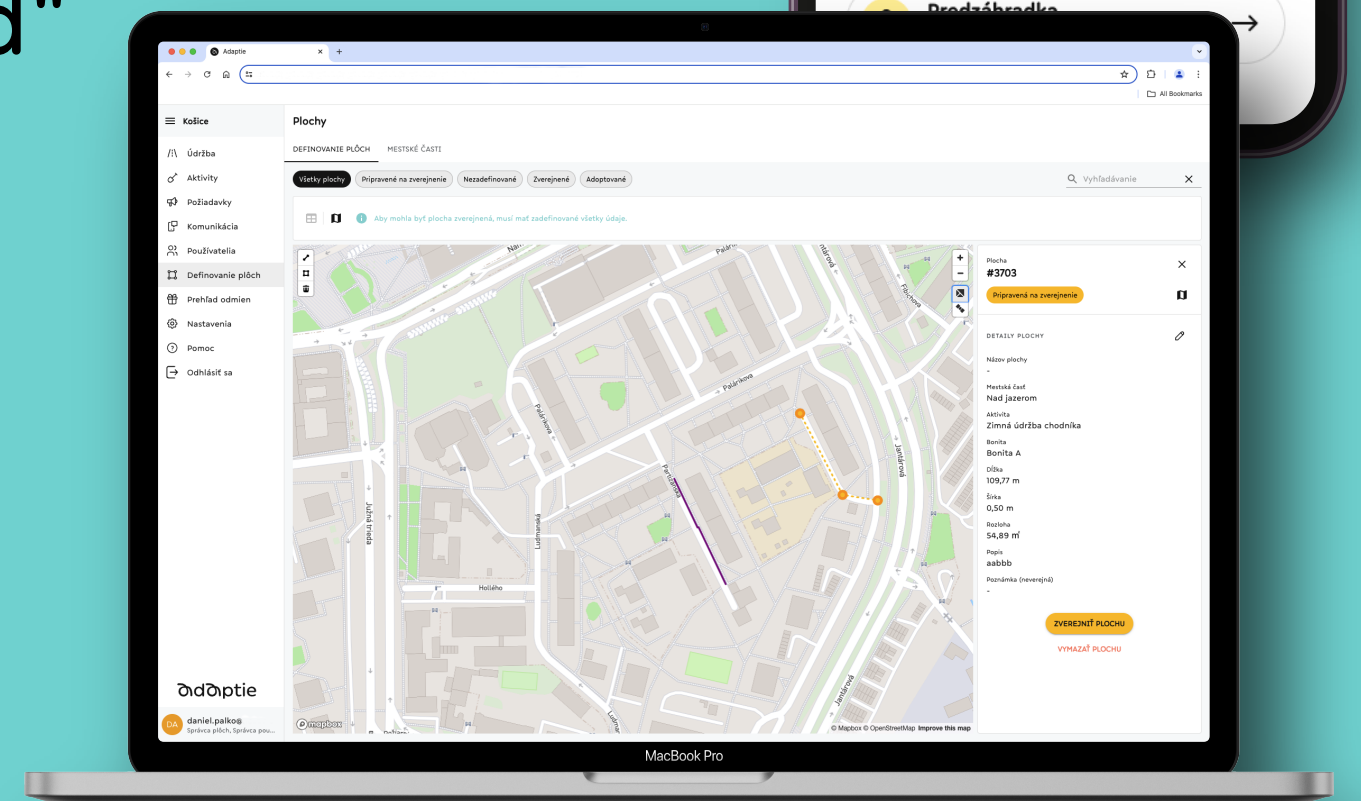 d"
Predzáhradka
Adaptie
All Bookmarks
Košice
Údržba
Aktivity
Požiadavky
Komunikácia
Používatelia
Definovanie plôch
Prehľad odmien
Nastavenia
Pomoc
Odhlásiť sa
adaptie
DA
daniel.palko@
Správca plôch, Správca pou...
Plochy
DEFINOVANIE PLÔCH
MESTSKÉ ČASTI
Všetky plochy
Pripravené na zverejnenie
Nezadefinované
Zverejnené
Adoptované
Vyhľadávanie
Aby mohla byť plocha zverejnená, musí mať zadefinované všetky údaje.
Fibichova
Palárikova
Palárikova
Partizánska
Jantárová
Južná trieda
Ludmanská
Hollého
Jantárová
mapbox
© Mapbox © OpenStreetMap Improve this map
Plocha
#3703
Pripravená na zverejnenie
DETAILY PLOCHY
Názov plochy
-
Mestská časť
Nad jazerom
Aktivita
Zimná údržba chodníka
Bonita
Bonita A
Dĺžka
109,77 m
Šírka
0,50 m
Rozloha
54,89 m²
Popis
aabbb
Poznámka (neverejná)
-
ZVEREJNIŤ PLOCHU
VYMAZAŤ PLOCHU
MacBook Pro